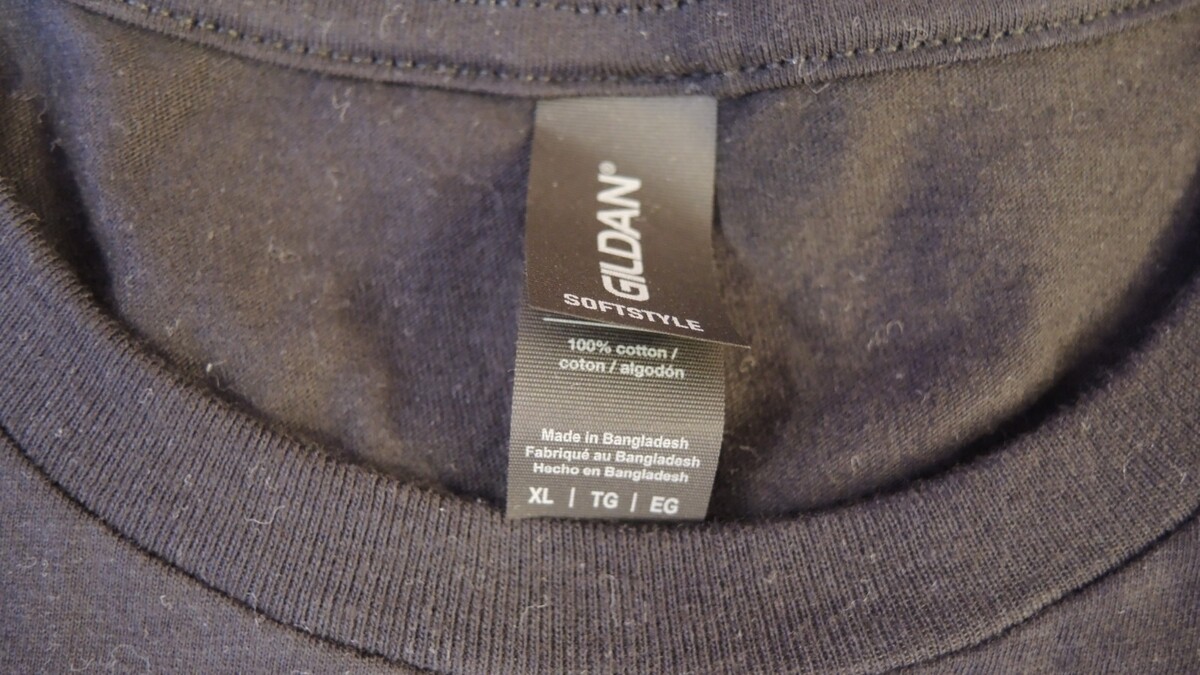 GILDAN®
SOFTSTYLE
100% cotton /
coton / algodón
Made in Bangladesh
Fabriqué au Bangladesh
Hecho en Bangladesh
XL | TG | EG